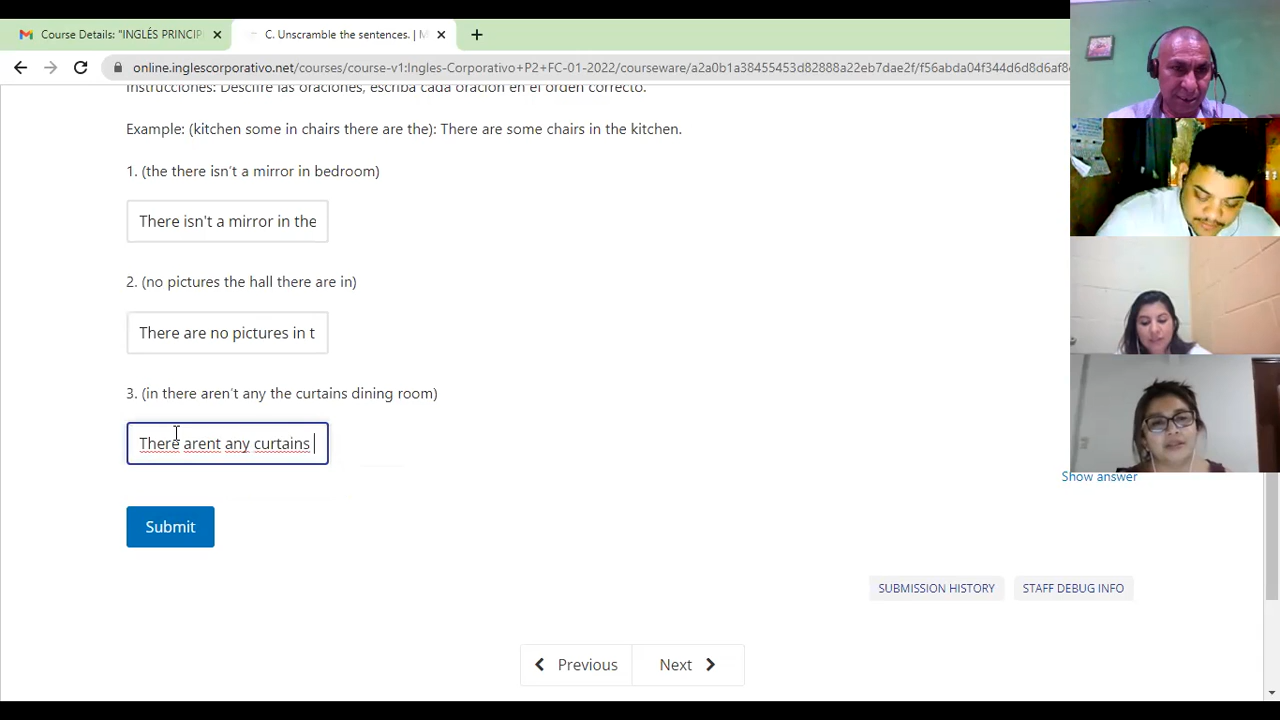 Course Details: "INGLÉS PRINCIP
C. Unscramble the sentences. | M
online.inglescorporativo.net/courses/course-v1:Ingles-Corporativo+P2+FC-01-2022/courseware/a2a0b1a38455453d82888a22eb7dae2f/f56abda04f344d6d8d6af8
Instrucciones: Descifre las oraciones, escriba cada oración en el orden correcto.
Example: (kitchen some in chairs there are the): There are some chairs in the kitchen.
1. (the there isn't a mirror in bedroom)
There isn't a mirror in the
2. (no pictures the hall there are in)
There are no pictures in t
3. (in there aren't any the curtains dining room)
There arent any curtains
Show answer
Submit
SUBMISSION HISTORY
STAFF DEBUG INFO
Previous
Next